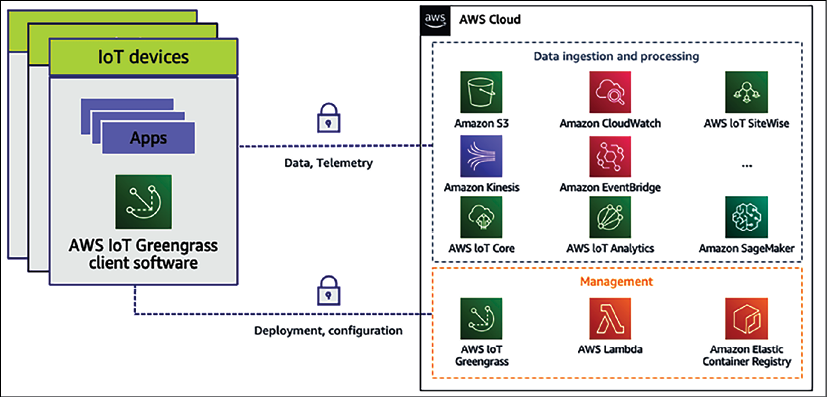 IoT devices
Apps
AWS IoT Greengrass
client software
Data, Telemetry
Deployment, configuration
aws
AWS Cloud
Data ingestion and processing
Amazon S3
Amazon CloudWatch
AWS IoT SiteWise
Amazon Kinesis
Amazon EventBridge
...
AWS IoT Core
AWS IoT Analytics
Amazon SageMaker
Management
AWS IoT
Greengrass
AWS Lambda
Amazon Elastic
Container Registry